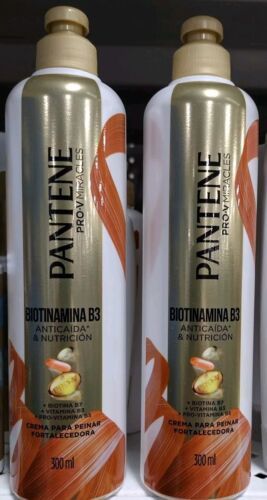 PANTENE
PRO-V MIRACLES
BIOTINAMINA B3
ANTICAÍDA*
& NUTRICIÓN
+ BIOTINA B7
+ VITAMINA B3
+ PRO-VITAMINA B5
CREMA PARA PEINAR
FORTALECEDORA
300 ml
PANTENE
PRO-V MIRACLES
BIOTINAMINA B3
ANTICAÍDA*
& NUTRICIÓN
+ BIOTINA B7
+ VITAMINA B3
+ PRO-VITAMINA B5
CREMA PARA PEINAR
FORTALECEDORA
300 ml